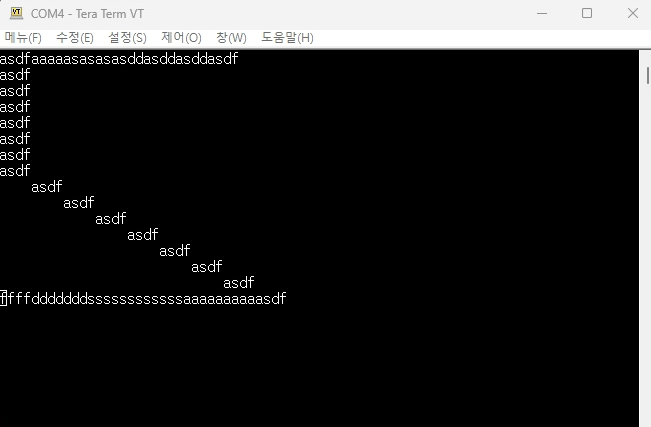 COM4 - Tera Term VT
메뉴(F) 수정(E) 설정(S) 제어(O) 창(W) 도움말(H)
asdfaaaaasasasasddasddasddasdf
asdf
asdf
asdf
asdf
asdf
asdf
asdf
asdf
asdf
asdf
asdf
asdf
asdf
asdf
ffffdddddddssssssssssssaaaaaaaaaasdf